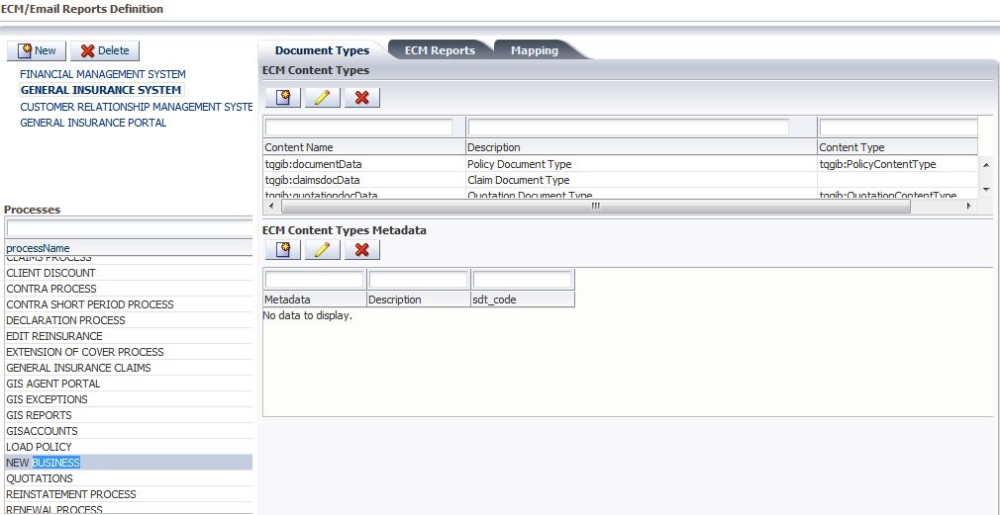 ECM/Email Reports Definition
New
Delete
FINANCIAL MANAGEMENT SYSTEM
GENERAL INSURANCE SYSTEM
CUSTOMER RELATIONSHIP MANAGEMENT SYSTE
GENERAL INSURANCE PORTAL
Processes
processName
CLAIMS PROCESS
CLIENT DISCOUNT
CONTRA PROCESS
CONTRA SHORT PERIOD PROCESS
DECLARATION PROCESS
EDIT REINSURANCE
EXTENSION OF COVER PROCESS
GENERAL INSURANCE CLAIMS
GIS AGENT PORTAL
GIS EXCEPTIONS
GIS REPORTS
GISACCOUNTS
LOAD POLICY
NEW BUSINESS
QUOTATIONS
REINSTATEMENT PROCESS
RENEWAL PROCESS
Document Types ECM Reports Mapping
ECM Content Types
Content Name Description Content Type
tqgib:documentData Policy Document Type tqgib:PolicyContentType
tqgib:claimsdocData Claim Document Type
tqgib:quotationdocData Quotation Document Type tqgib:QuotationContentType
ECM Content Types Metadata
Metadata Description sdt_code
No data to display.